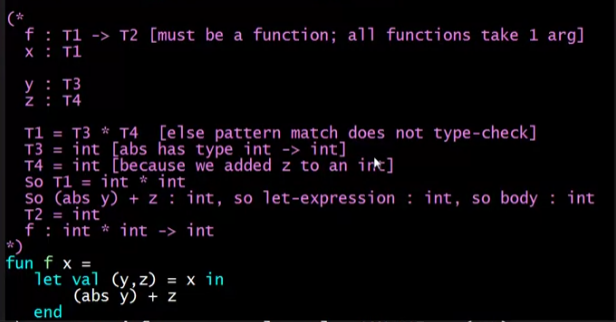 (*
f : T1 -> T2 [must be a function; all functions take 1 arg]
x : T1
y : T3
z : T4
T1 = T3 * T4 [else pattern match does not type-check]
T3 = int [abs has type int -> int]
T4 = int [because we added z to an int]
So T1 = int * int
So (abs y) + z : int, so let-expression : int, so body : int
T2 = int
f : int * int -> int
*)
fun f x =
let val (y,z) = x in
(abs y) + z
end